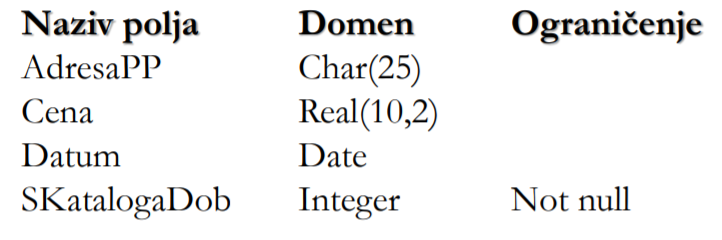 Naziv polja Domen Ograničenje
AdresaPP Char(25)
Cena Real(10,2)
Datum Date
SKatalogaDob Integer Not null